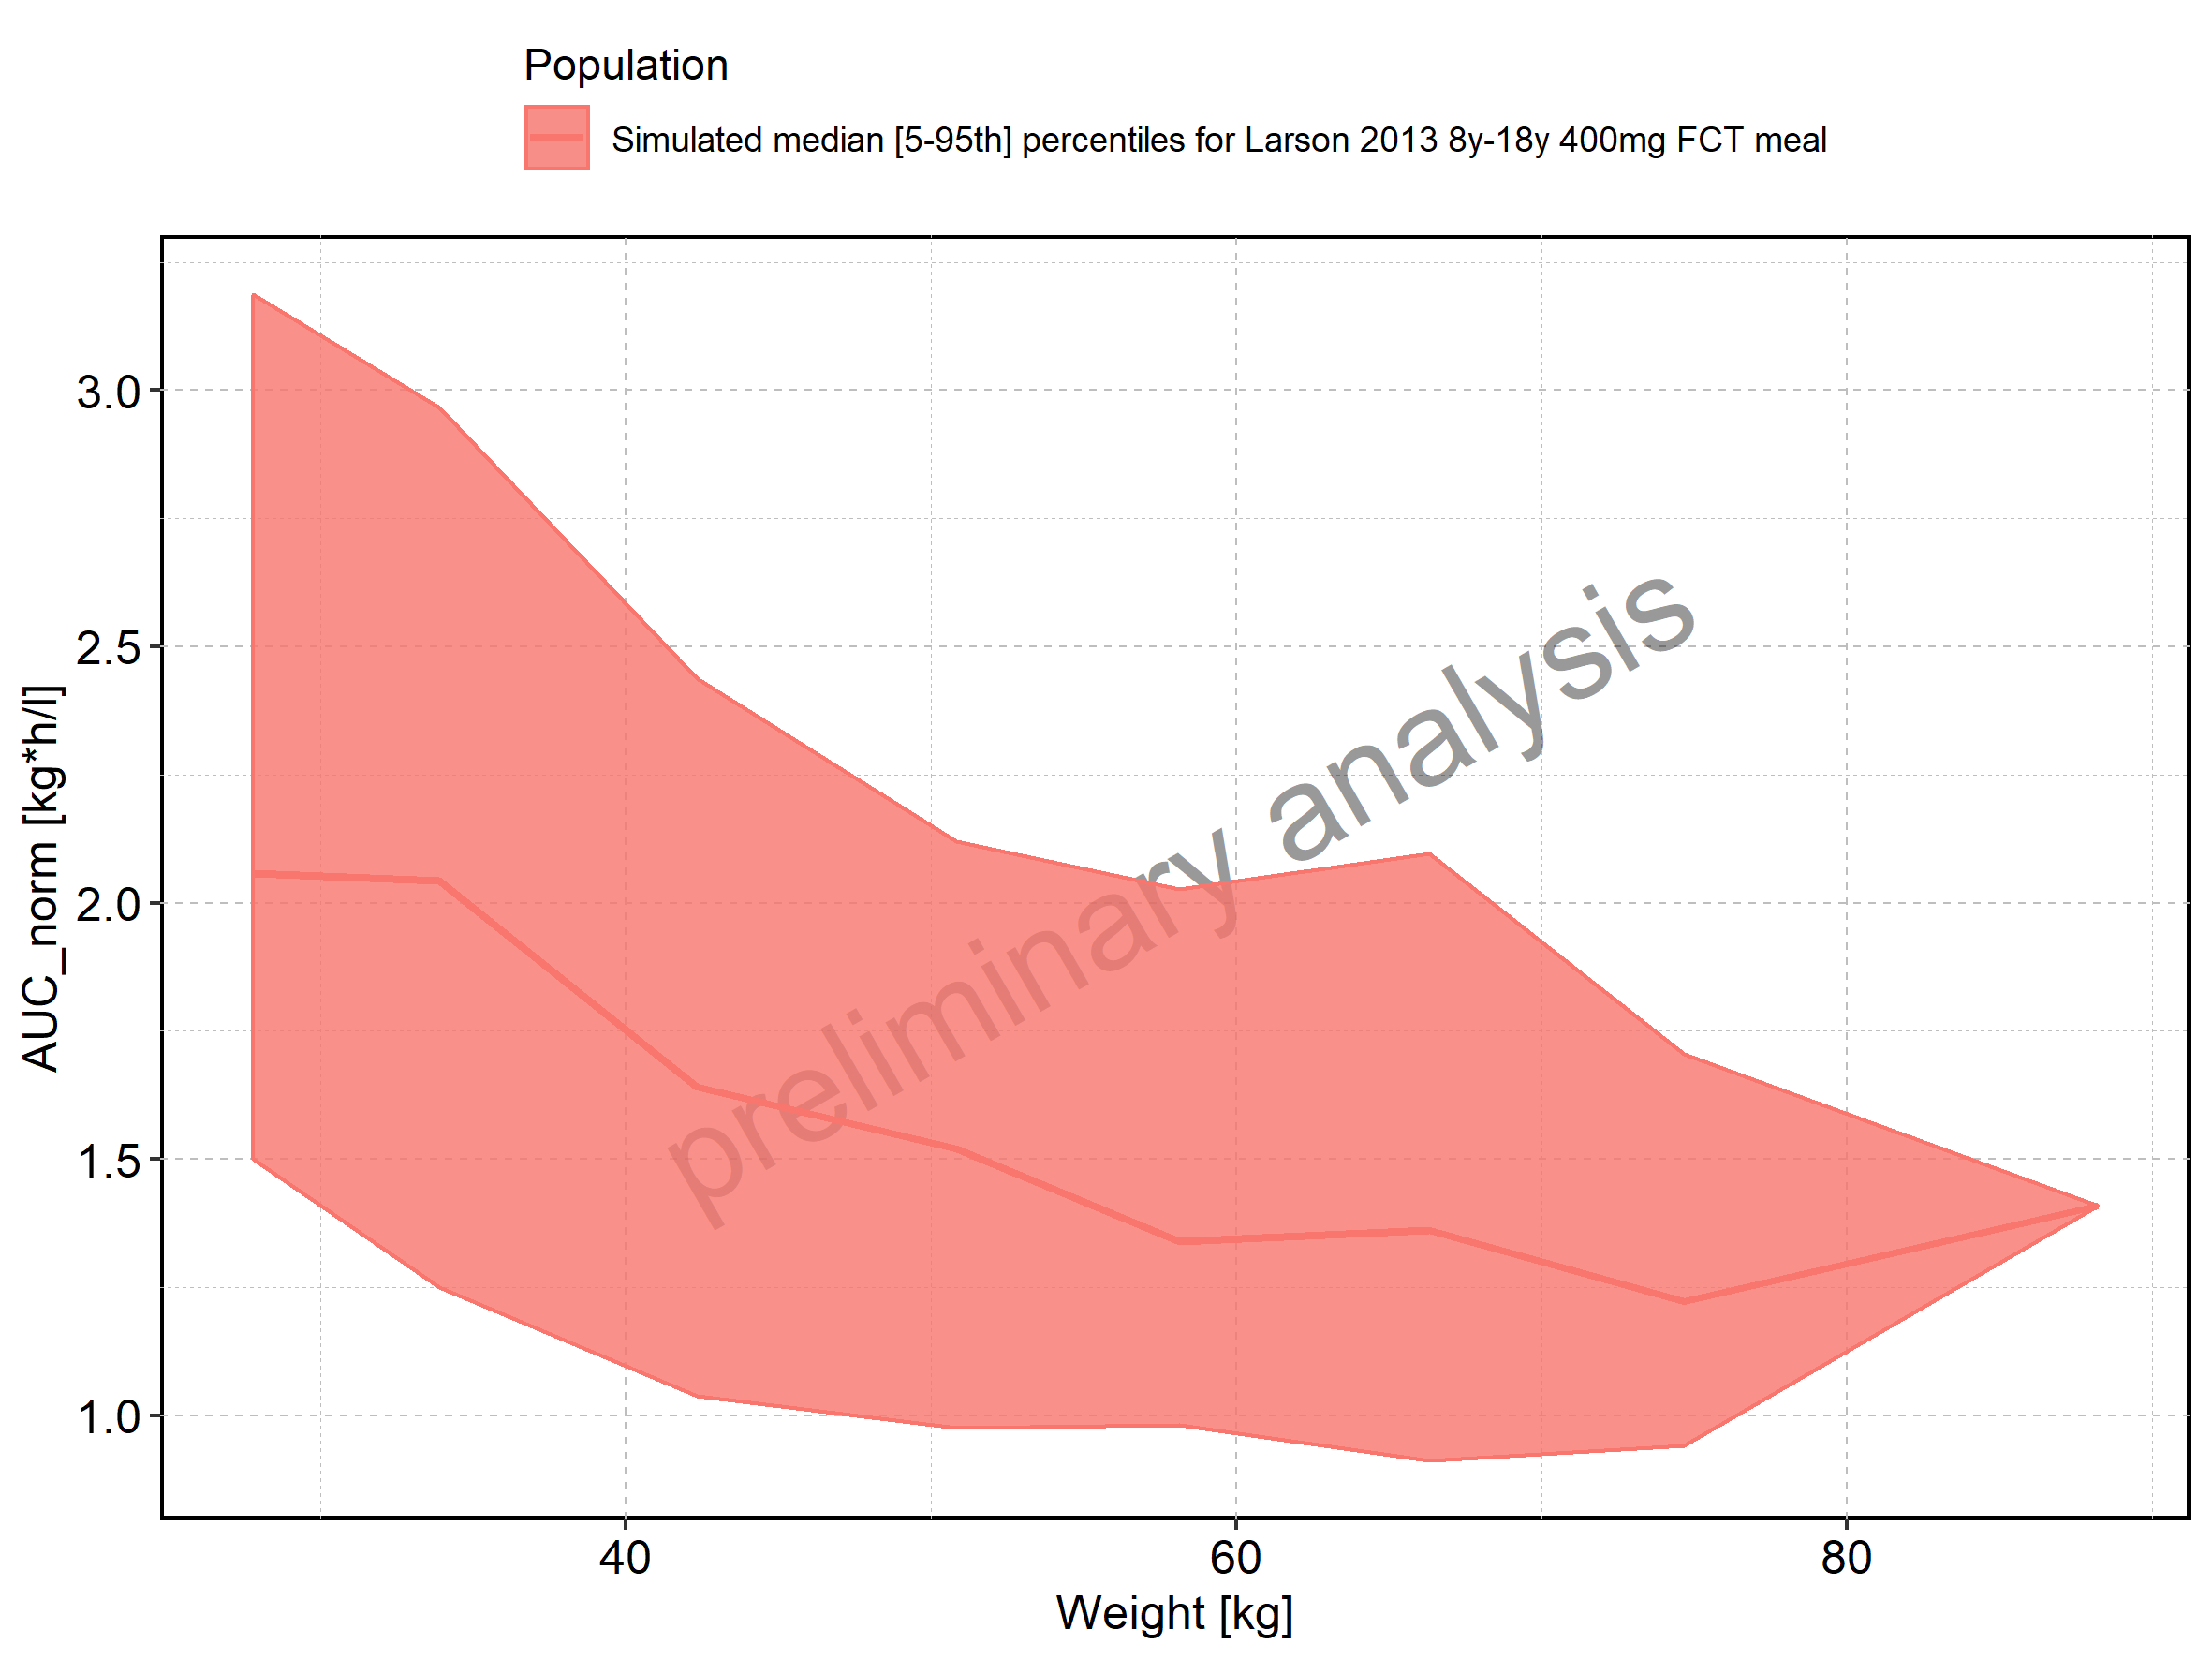 Population
Simulated median [5-95th] percentiles for Larson 2013 8y-18y 400mg FCT meal
AUC_norm [kg*h/l]
3.0
2.5
2.0
1.5
1.0
preliminary analysis
40 60 80
Weight [kg]